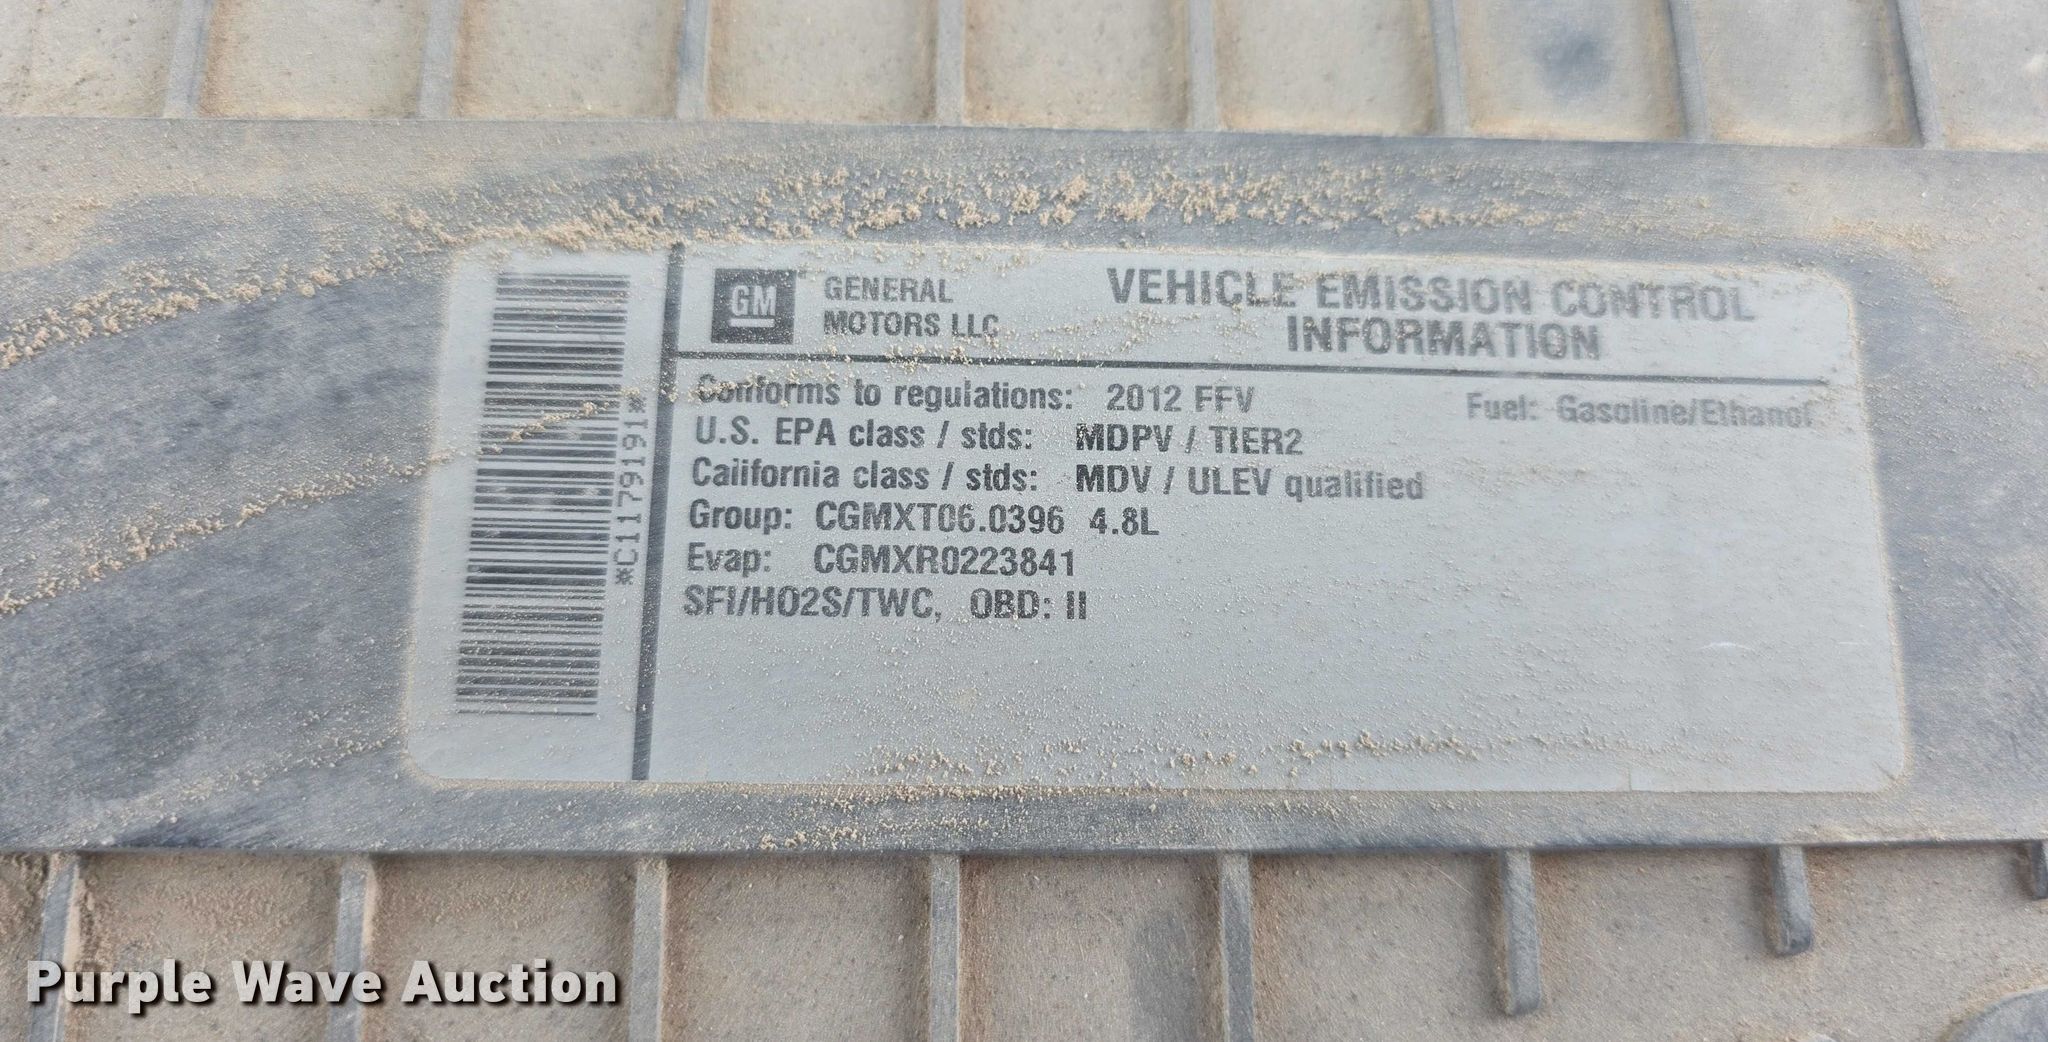 GM GENERAL MOTORS LLC
VEHICLE EMISSION CONTROL
INFORMATION
Conforms to regulations: 2012 FFV Fuel: Gasoline/Ethanol
U.S. EPA class / stds: MDPV / TIER2
California class / stds: MDV / ULEV qualified
Group: CGMXT06.0396 4.8L
Evap: CGMXR0223841
SFI/HO2S/TWC, OBD: II
*C1179191*
Purple Wave Auction